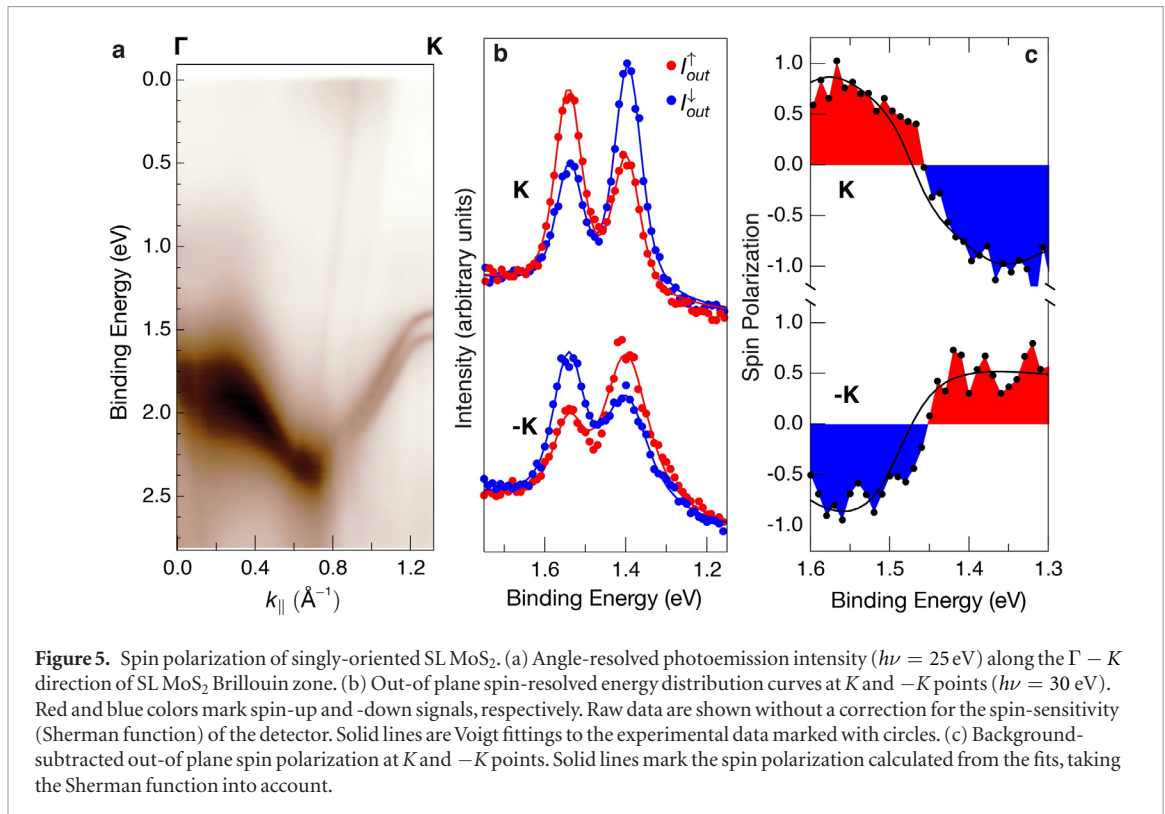 a
Γ
K
0.0
0.5
1.0
1.5
2.0
2.5
Binding Energy (eV)
0.0 0.4 0.8 1.2
k|| (Å⁻¹)
b
I↑out
I↓out
K
-K
Intensity (arbitrary units)
1.6 1.4 1.2
Binding Energy (eV)
c
1.0
0.5
0.0
-0.5
-1.0
K
1.0
0.5
0.0
-0.5
-1.0
-K
Spin Polarization
1.6 1.5 1.4 1.3
Binding Energy (eV)
Figure 5. Spin polarization of singly-oriented SL MoS₂. (a) Angle-resolved photoemission intensity (hν = 25 eV) along the Γ − K
direction of SL MoS₂ Brillouin zone. (b) Out-of plane spin-resolved energy distribution curves at K and −K points (hν = 30 eV).
Red and blue colors mark spin-up and -down signals, respectively. Raw data are shown without a correction for the spin-sensitivity
(Sherman function) of the detector. Solid lines are Voigt fittings to the experimental data marked with circles. (c) Background-
subtracted out-of plane spin polarization at K and −K points. Solid lines mark the spin polarization calculated from the fits, taking
the Sherman function into account.